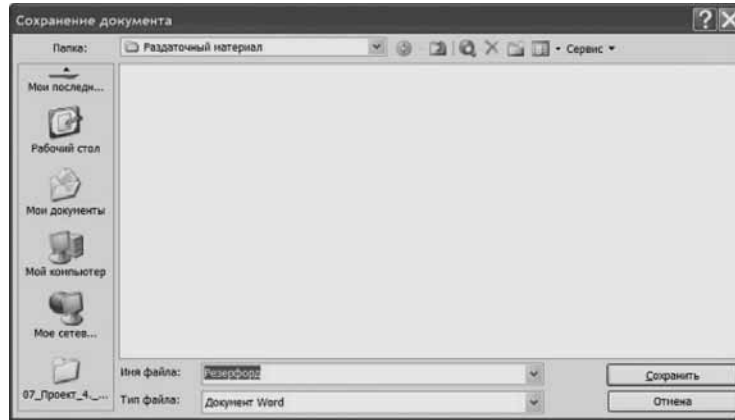 Сохранение документа
Папка: Раздаточный материал Сервис
Мои последн...
Рабочий стол
Мои документы
Мой компьютер
Мое сетев...
07_Проект_4._...
Имя файла: Резерфорд Сохранить
Тип файла: Документ Word Отмена